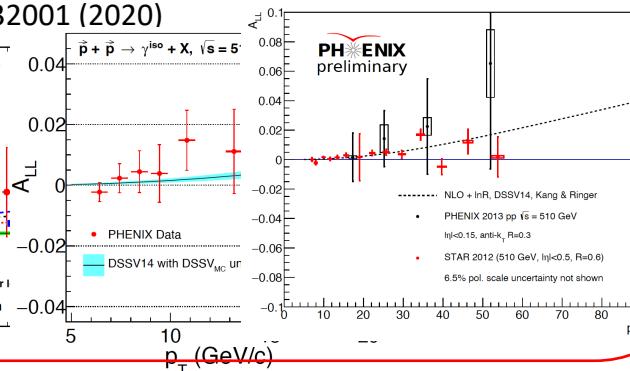 32001 (2020)
p⃗ + p⃗ → γ^iso + X, √s = 51
0.04
0.02
0
−0.02
−0.04
A_LL
PHENIX Data
DSSV14 with DSSV_MC un
5
10
p_T (GeV/c)
A_LL
0.1
0.08
0.06
0.04
0.02
0
−0.02
−0.04
−0.06
−0.08
−0.1
PHENIX
preliminary
NLO + lnR, DSSV14, Kang & Ringer
PHENIX 2013 pp √s = 510 GeV
|η|<0.15, anti-k_T R=0.3
STAR 2012 (510 GeV, |η|<0.5, R=0.6)
6.5% pol. scale uncertainty not shown
0 10 20 30 40 50 60 70 80